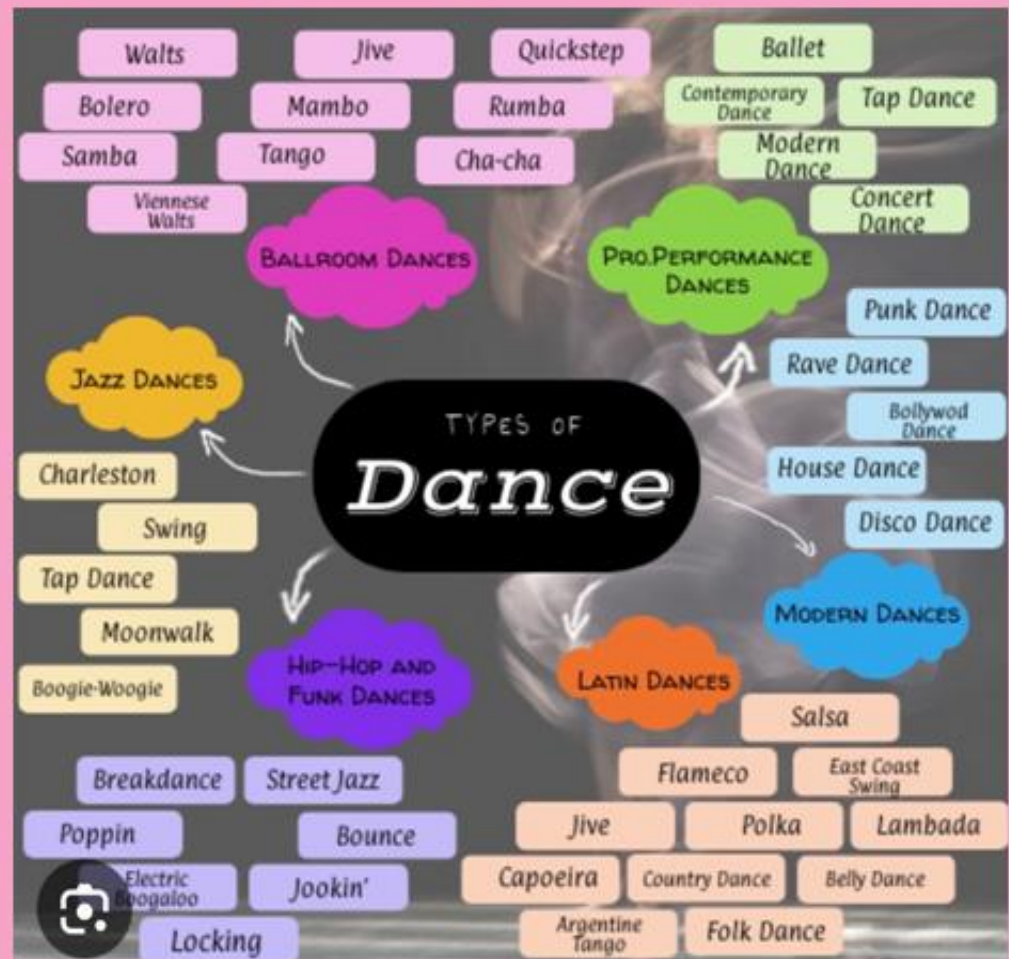 Walts
Jive
Quickstep
Bolero
Mambo
Rumba
Samba
Tango
Cha-cha
Viennese
Walts
BALLROOM DANCES
Ballet
Contemporary
Dance
Tap Dance
Modern
Dance
Concert
Dance
PRO.PERFORMANCE
DANCES
JAZZ DANCES
Charleston
Swing
Tap Dance
Moonwalk
Boogie-Woogie
TYPES OF
Dance
Punk Dance
Rave Dance
Bollywod
Dance
House Dance
Disco Dance
MODERN DANCES
HIP-HOP AND
FUNK DANCES
Breakdance
Street Jazz
Poppin
Bounce
Electric
Boogaloo
Jookin'
Locking
LATIN DANCES
Salsa
Flameco
East Coast
Swing
Jive
Polka
Lambada
Capoeira
Country Dance
Belly Dance
Argentine
Tango
Folk Dance